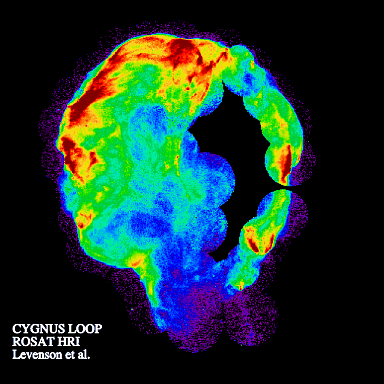 CYGNUS LOOP
ROSAT HRI
Levenson et al.